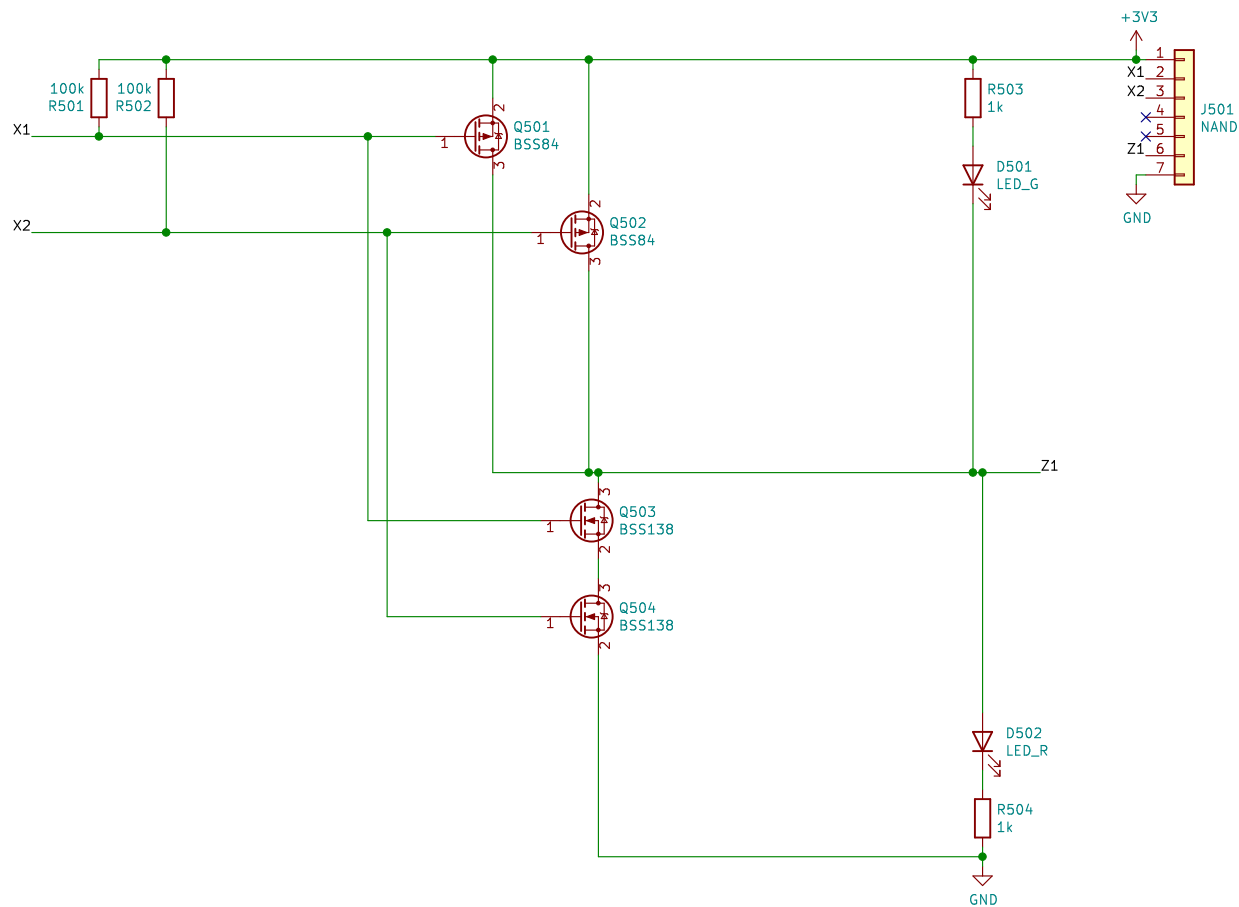 +3V3
1
X1 2
X2 3
4
5
Z1 6
7
J501
NAND
GND
100k
R501
100k
R502
R503
1k
X1
2
Q501
BSS84
1
3
D501
LED_G
X2
2
Q502
BSS84
1
3
Z1
3
Q503
BSS138
1
2
3
Q504
BSS138
1
2
D502
LED_R
R504
1k
GND